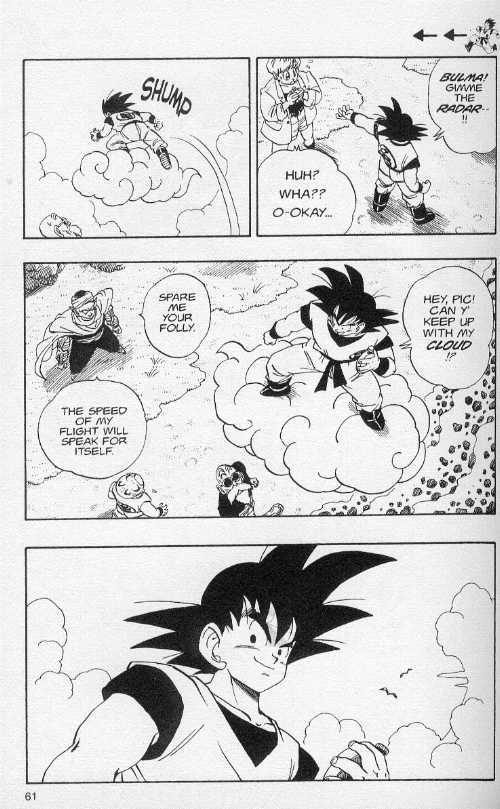 BULMA!
GIMME
THE
RADAR--
!!
HUH?
WHA??
O-OKAY...
SHUMP
HEY, PIC!
CAN Y'
KEEP UP
WITH MY
CLOUD
!?
SPARE
ME
YOUR
FOLLY.
THE SPEED
OF MY
FLIGHT WILL
SPEAK FOR
ITSELF.
61